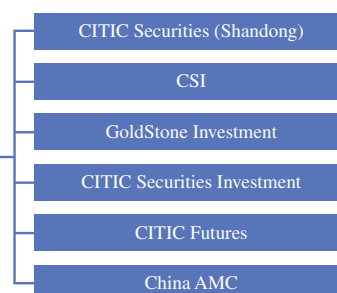 CITIC Securities (Shandong)
CSI
GoldStone Investment
CITIC Securities Investment
CITIC Futures
China AMC